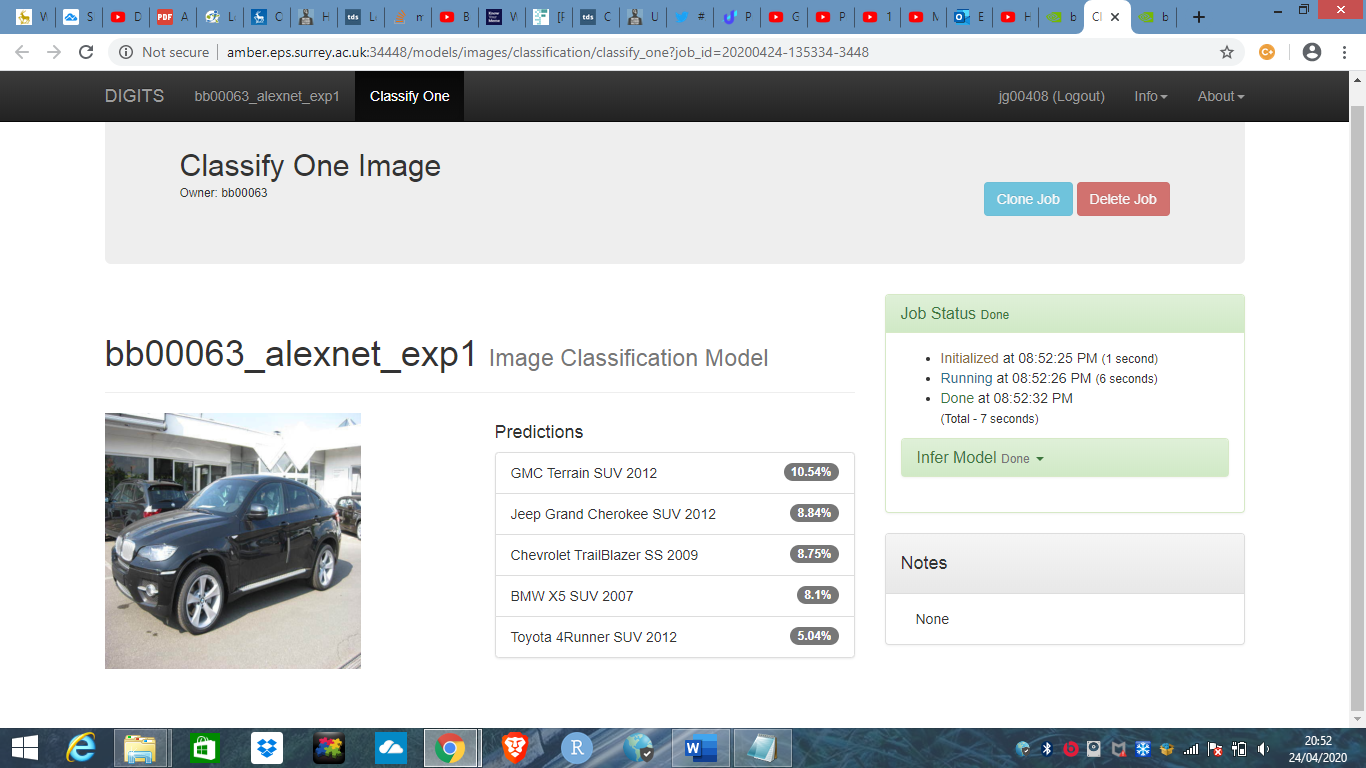 Not secure | amber.eps.surrey.ac.uk:34448/models/images/classification/classify_one?job_id=20200424-135334-3448
DIGITS bb00063_alexnet_exp1 Classify One jg00408 (Logout) Info About
Classify One Image
Owner: bb00063
Clone Job Delete Job
bb00063_alexnet_exp1 Image Classification Model
Predictions
GMC Terrain SUV 2012 10.54%
Jeep Grand Cherokee SUV 2012 8.84%
Chevrolet TrailBlazer SS 2009 8.75%
BMW X5 SUV 2007 8.1%
Toyota 4Runner SUV 2012 5.04%
Job Status Done
Initialized at 08:52:25 PM (1 second)
Running at 08:52:26 PM (6 seconds)
Done at 08:52:32 PM
(Total - 7 seconds)
Infer Model Done
Notes
None
20:52
24/04/2020